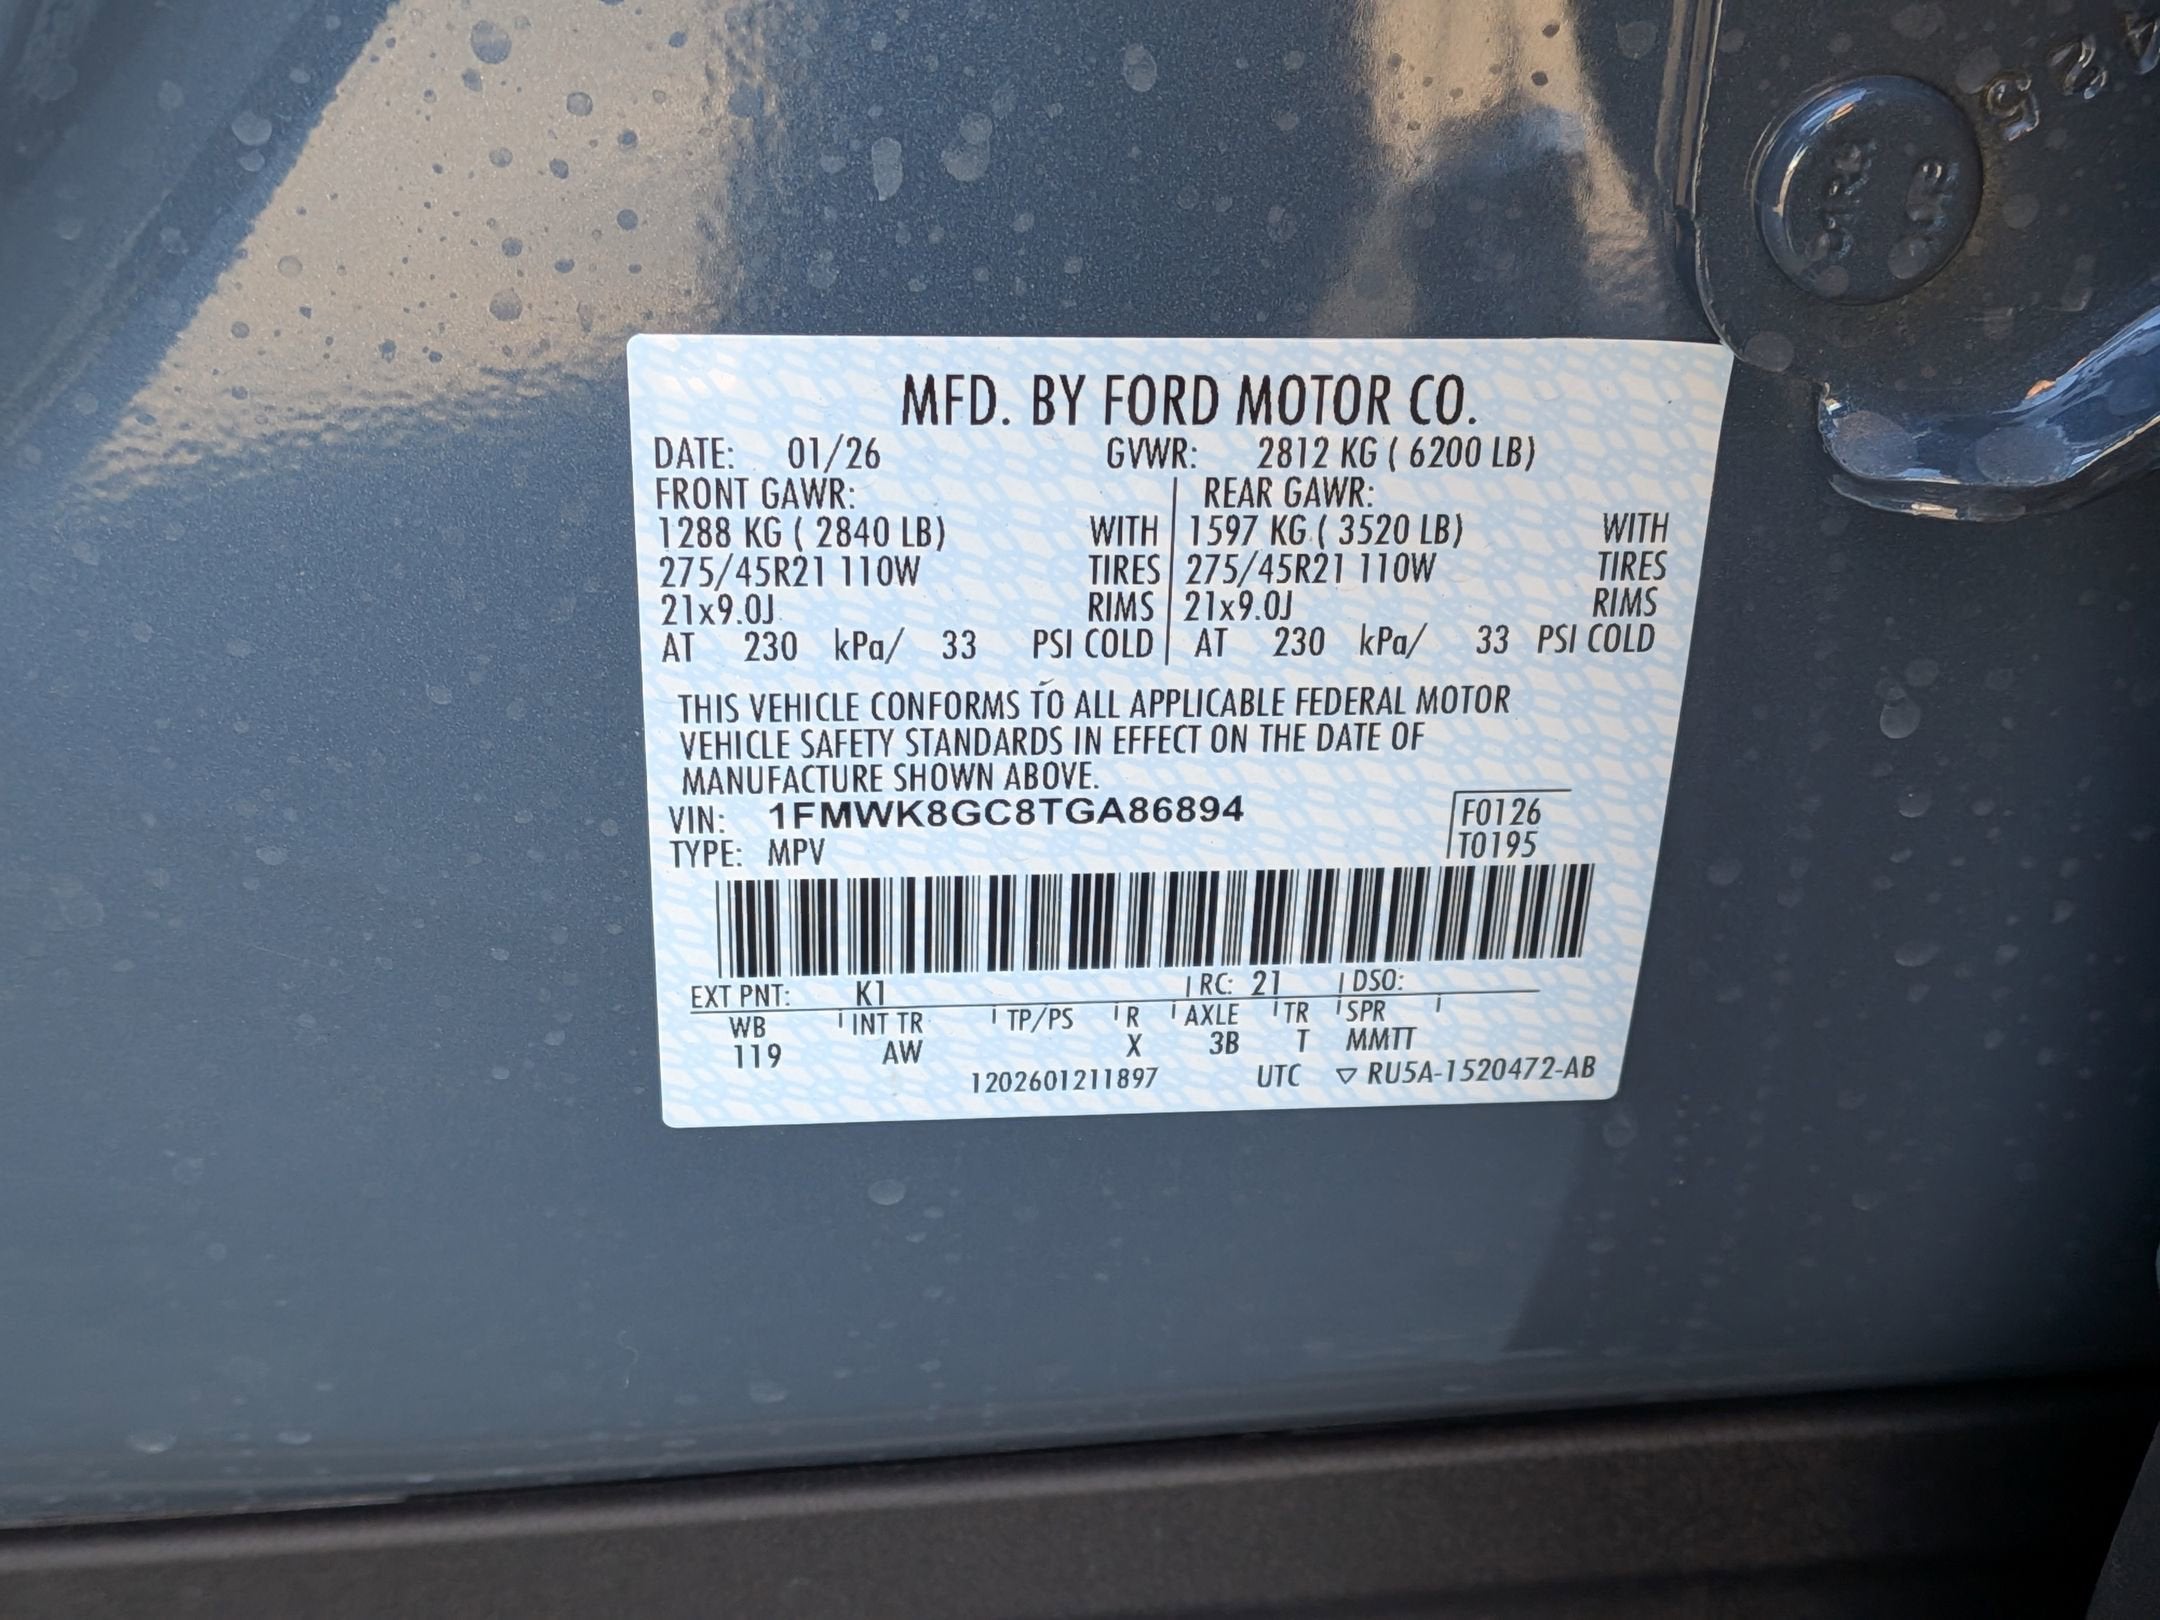 MFD. BY FORD MOTOR CO.
DATE: 01/26 GVWR: 2812 KG ( 6200 LB)
FRONT GAWR: REAR GAWR:
1288 KG ( 2840 LB) WITH 1597 KG ( 3520 LB) WITH
275/45R21 110W TIRES 275/45R21 110W TIRES
21x9.0J RIMS 21x9.0J RIMS
AT 230 kPa/ 33 PSI COLD AT 230 kPa/ 33 PSI COLD
THIS VEHICLE CONFORMS TO ALL APPLICABLE FEDERAL MOTOR
VEHICLE SAFETY STANDARDS IN EFFECT ON THE DATE OF
MANUFACTURE SHOWN ABOVE.
VIN: 1FMWK8GC8TGA86894 F0126
TYPE: MPV T0195
EXT PNT: K1 RC: 21 DSO:
WB INT TR TP/PS R AXLE TR SPR
119 AW X 3B T MMTT
1202601211897 UTC ▽ RU5A-1520472-AB